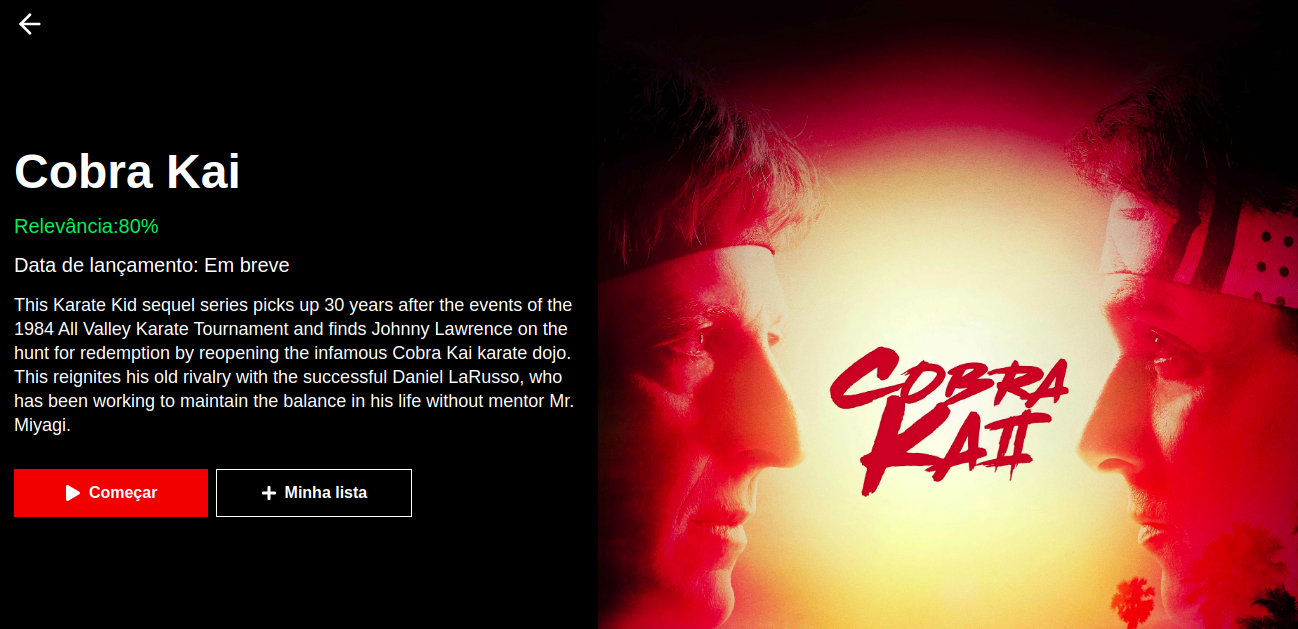 Cobra Kai
Relevância:80%
Data de lançamento: Em breve
This Karate Kid sequel series picks up 30 years after the events of the
1984 All Valley Karate Tournament and finds Johnny Lawrence on the
hunt for redemption by reopening the infamous Cobra Kai karate dojo.
This reignites his old rivalry with the successful Daniel LaRusso, who
has been working to maintain the balance in his life without mentor Mr.
Miyagi.
Começar
Minha lista
COBRA
KAII